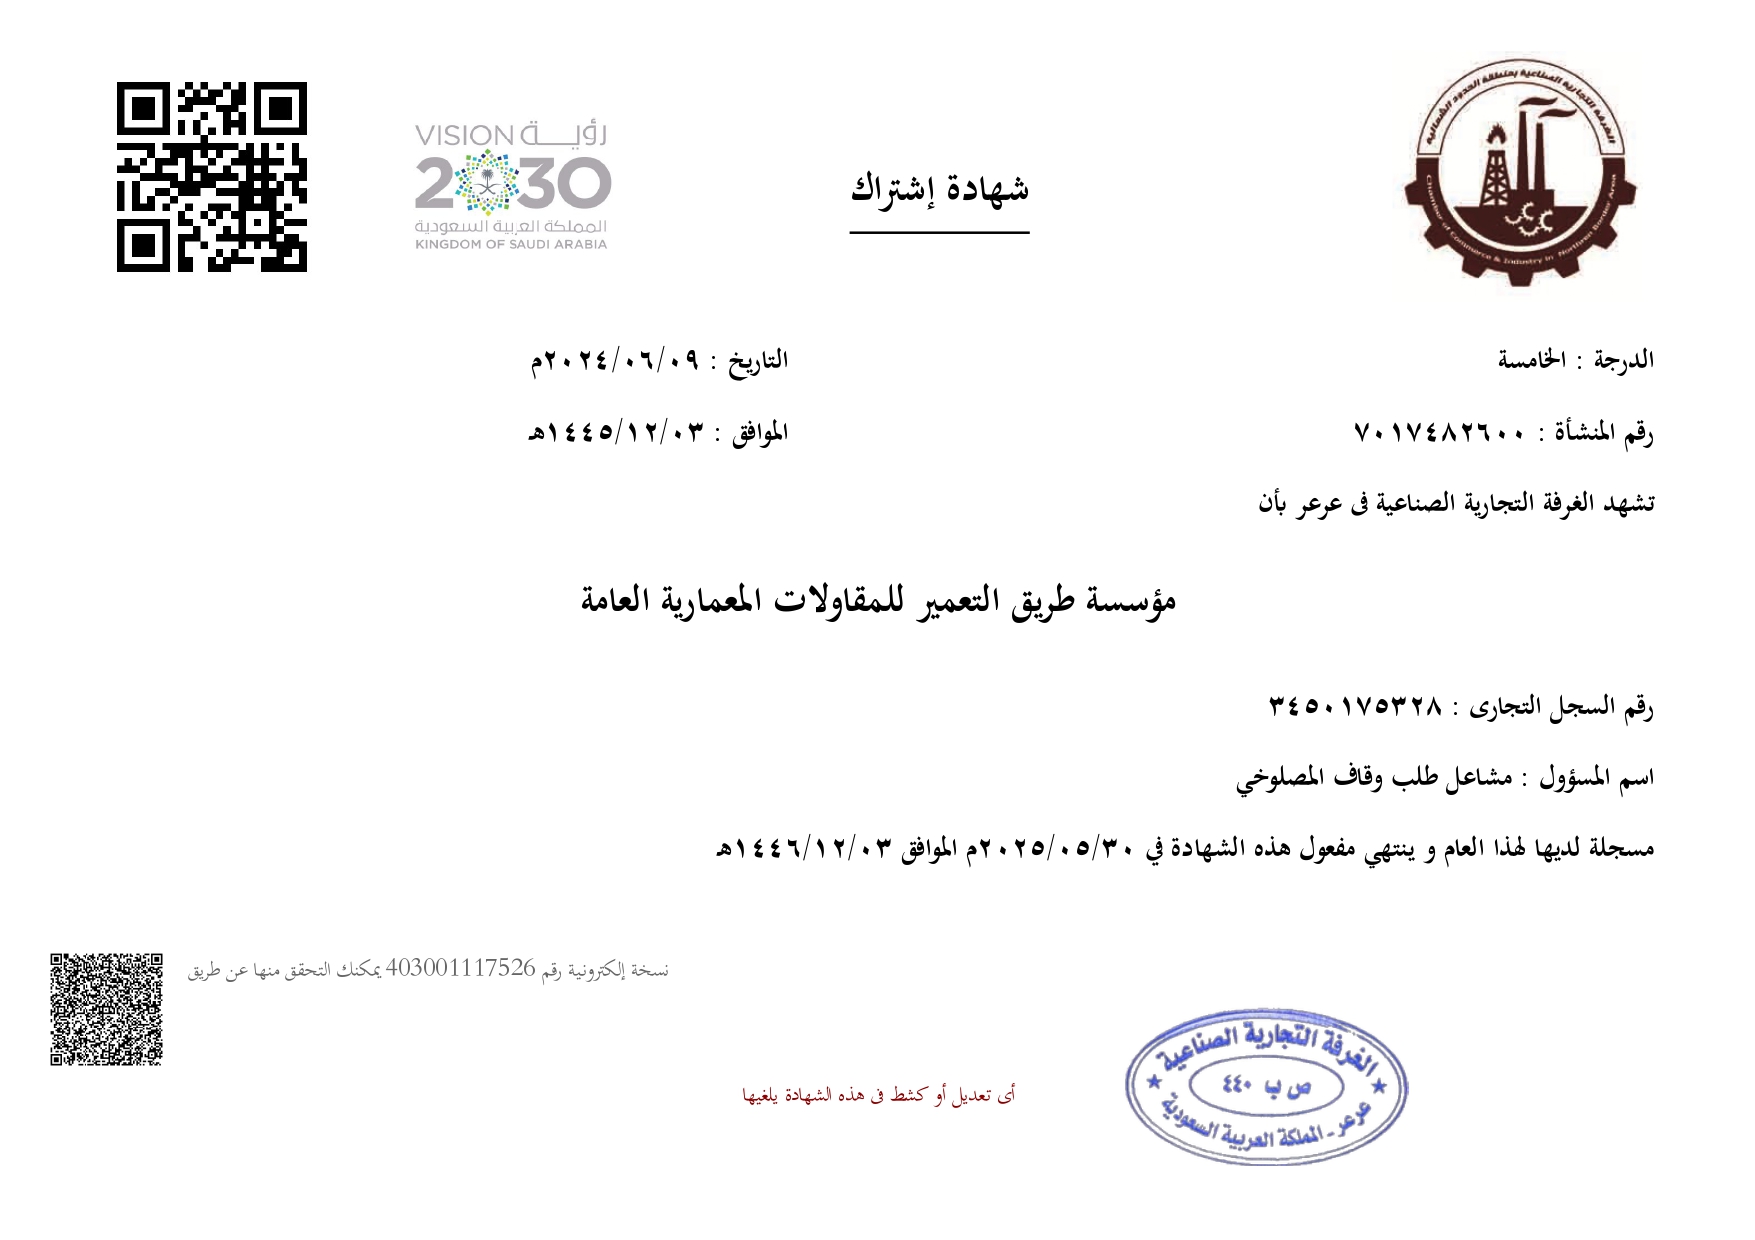 الغرفة التجارية الصناعية بمنطقة الحدود الشمالية
Chamber of Commerce & Industry in Northren Border Area
VISION رؤيـــة
2030
المملكة العربية السعودية
KINGDOM OF SAUDI ARABIA
شهادة إشتراك
الدرجة : الخامسة
التاريخ : ٢٠٢٤/٠٦/٠٩م
رقم المنشأة : ٧٠١٧٤٨٢٦٠٠
الموافق : ١٤٤٥/١٢/٠٣هـ
تشهد الغرفة التجارية الصناعية فى عرعر بأن
مؤسسة طريق التعمير للمقاولات المعمارية العامة
رقم السجل التجارى : ٣٤٥٠١٧٥٣٢٨
اسم المسؤول : مشاعل طلب وقاف المصلوخي
مسجلة لديها لهذا العام و ينتهي مفعول هذه الشهادة في ٢٠٢٥/٠٥/٣٠م الموافق ١٤٤٦/١٢/٠٣هـ
نسخة إلكترونية رقم 403001117526 يمكنك التحقق منها عن طريق
الغرفة التجارية الصناعية
ص ب ٤٤٠
عرعر - المملكة العربية السعودية
أى تعديل أو كشط فى هذه الشهادة يلغيها